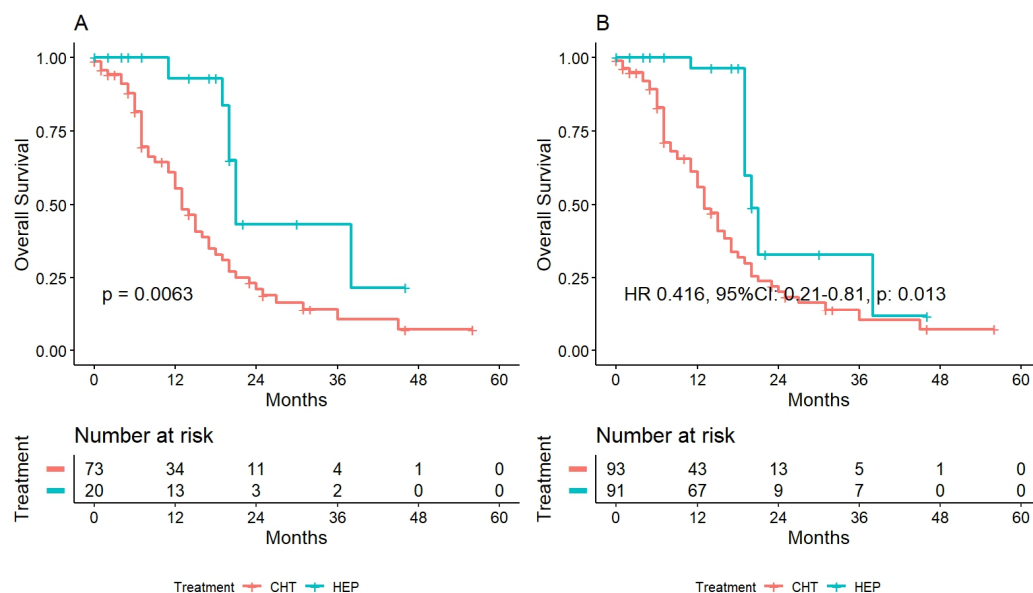 A
Overall Survival
1.00
0.75
0.50
0.25
0.00
p = 0.0063
0 12 24 36 48 60
Months
Number at risk
Treatment
73 34 11 4 1 0
20 13 3 2 0 0
0 12 24 36 48 60
Months
Treatment CHT HEP
B
Overall Survival
1.00
0.75
0.50
0.25
0.00
HR 0.416, 95%CI: 0.21-0.81, p: 0.013
0 12 24 36 48 60
Months
Number at risk
Treatment
93 43 13 5 1 0
91 67 9 7 0 0
0 12 24 36 48 60
Months
Treatment CHT HEP